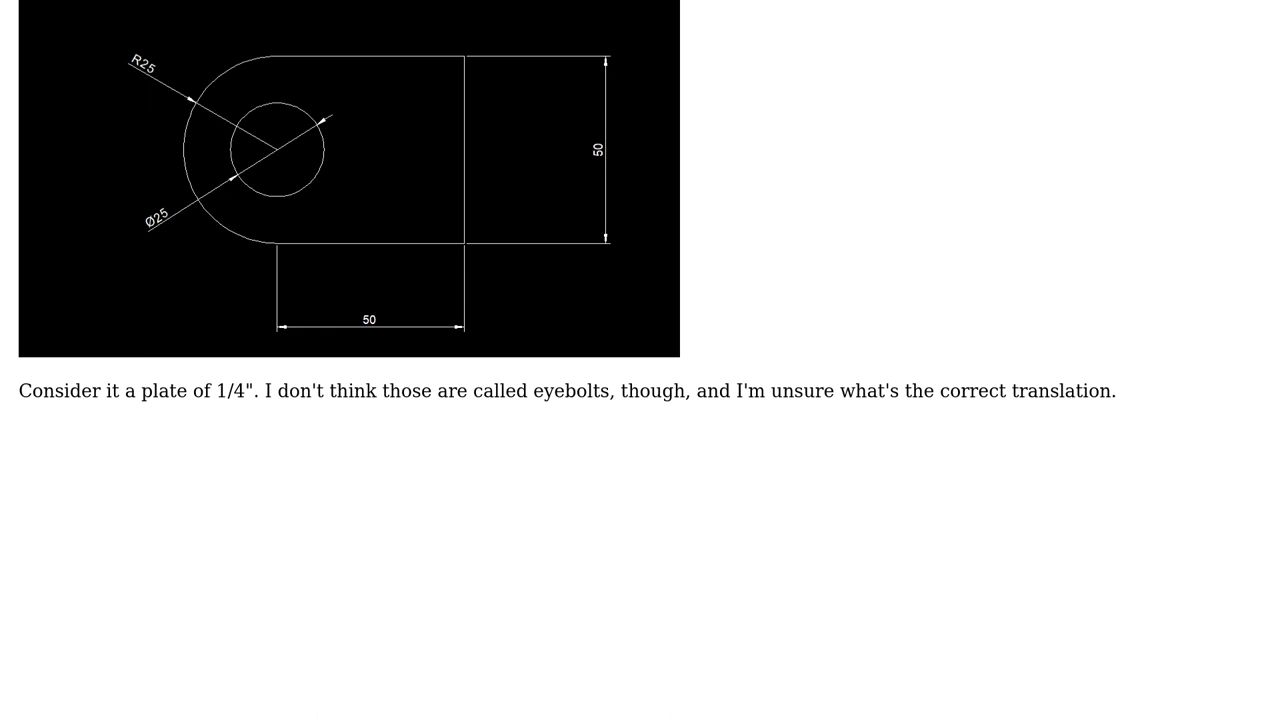 R25
50
Ø25
50
Consider it a plate of 1/4". I don't think those are called eyebolts, though, and I'm unsure what's the correct translation.